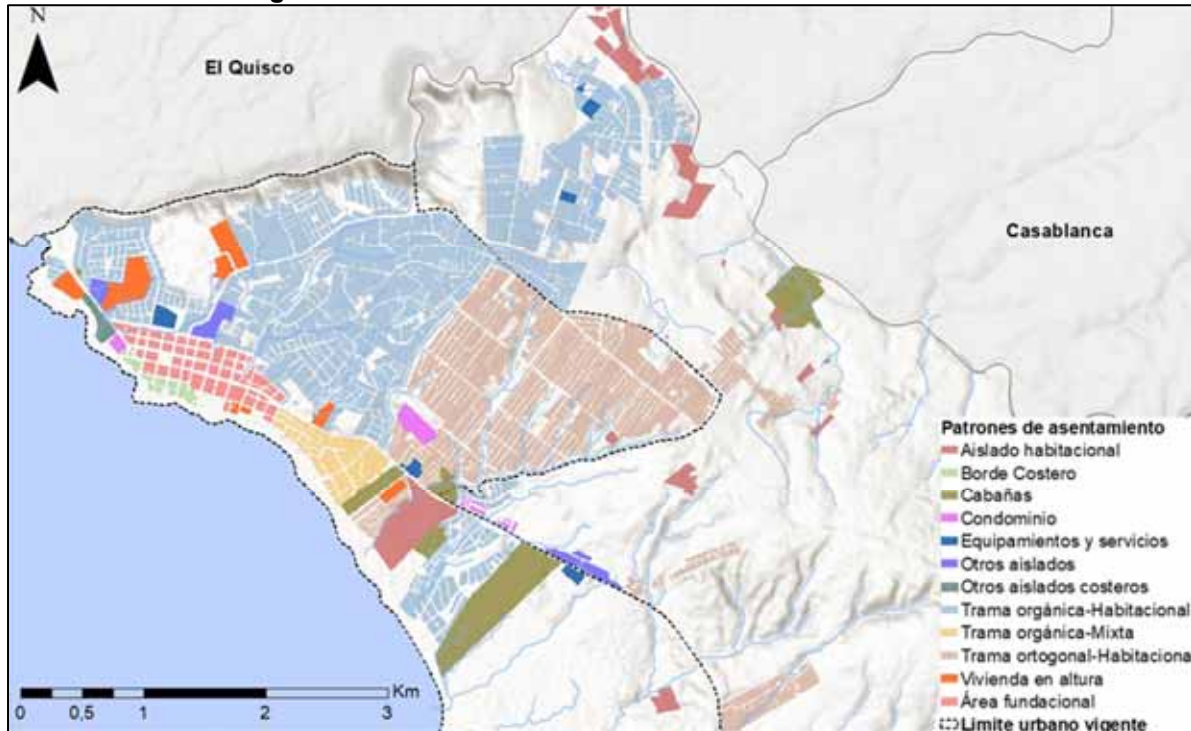 N
El Quisco
Casablanca
Patrones de asentamiento
Aislado habitacional
Borde Costero
Cabañas
Condominio
Equipamientos y servicios
Otros aislados
Otros aislados costeros
Trama orgánica-Habitacional
Trama orgánica-Mixta
Trama ortogonal-Habitacional
Vivienda en altura
Área fundacional
Limite urbano vigente
Km
0 0,5 1 2 3